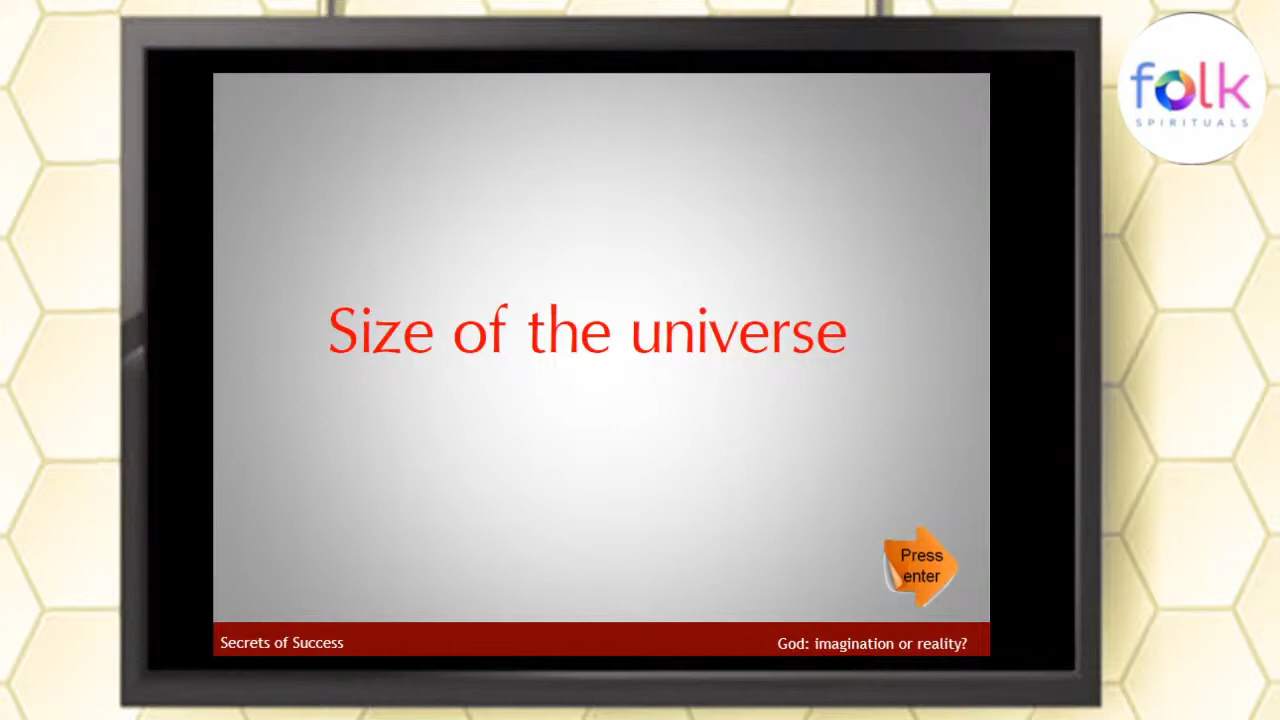 folk
SPIRITUALS
Size of the universe
Press
enter
Secrets of Success
God: imagination or reality?